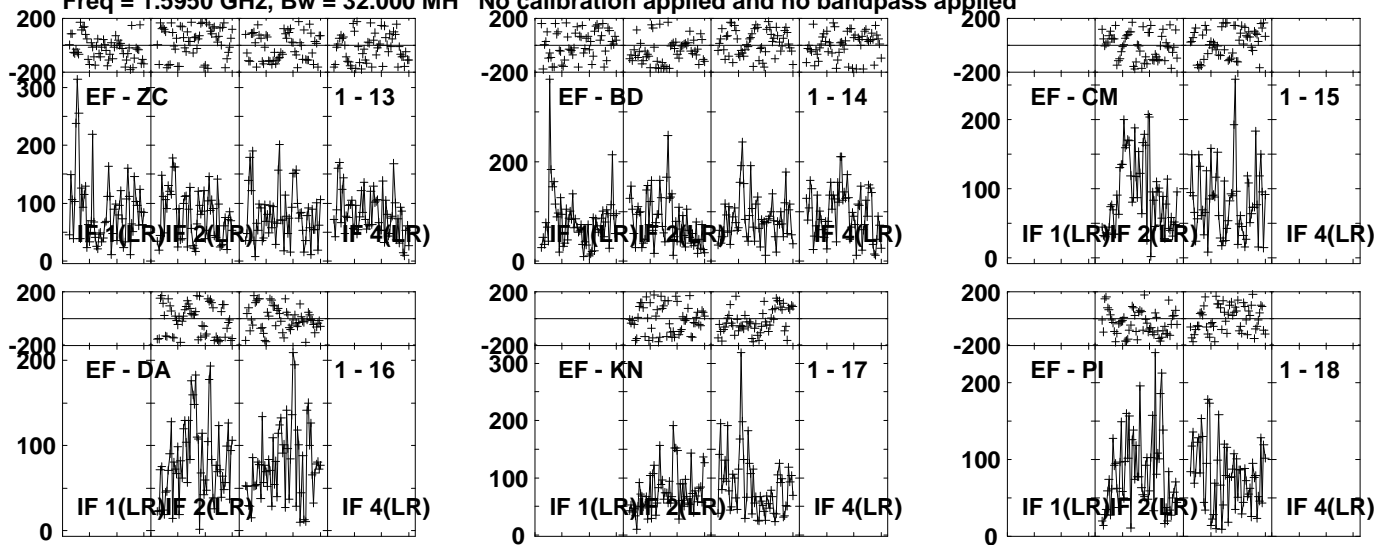 Freq = 1.5950 GHz, Bw = 32.000 MH No calibration applied and no bandpass applied
200
-200
300
200
100
0
EF - ZC
1 - 13
IF 1(LR)
IF 2(LR)
IF 4(LR)
200
-200
200
0
EF - BD
1 - 14
IF 1(LR)
IF 2(LR)
IF 4(LR)
200
-200
200
100
0
EF - CM
1 - 15
IF 1(LR)
IF 2(LR)
IF 4(LR)
200
-200
200
100
0
EF - DA
1 - 16
IF 1(LR)
IF 2(LR)
IF 4(LR)
200
-200
300
200
100
0
EF - KN
1 - 17
IF 1(LR)
IF 2(LR)
IF 4(LR)
200
-200
200
100
0
EF - PI
1 - 18
IF 1(LR)
IF 2(LR)
IF 4(LR)